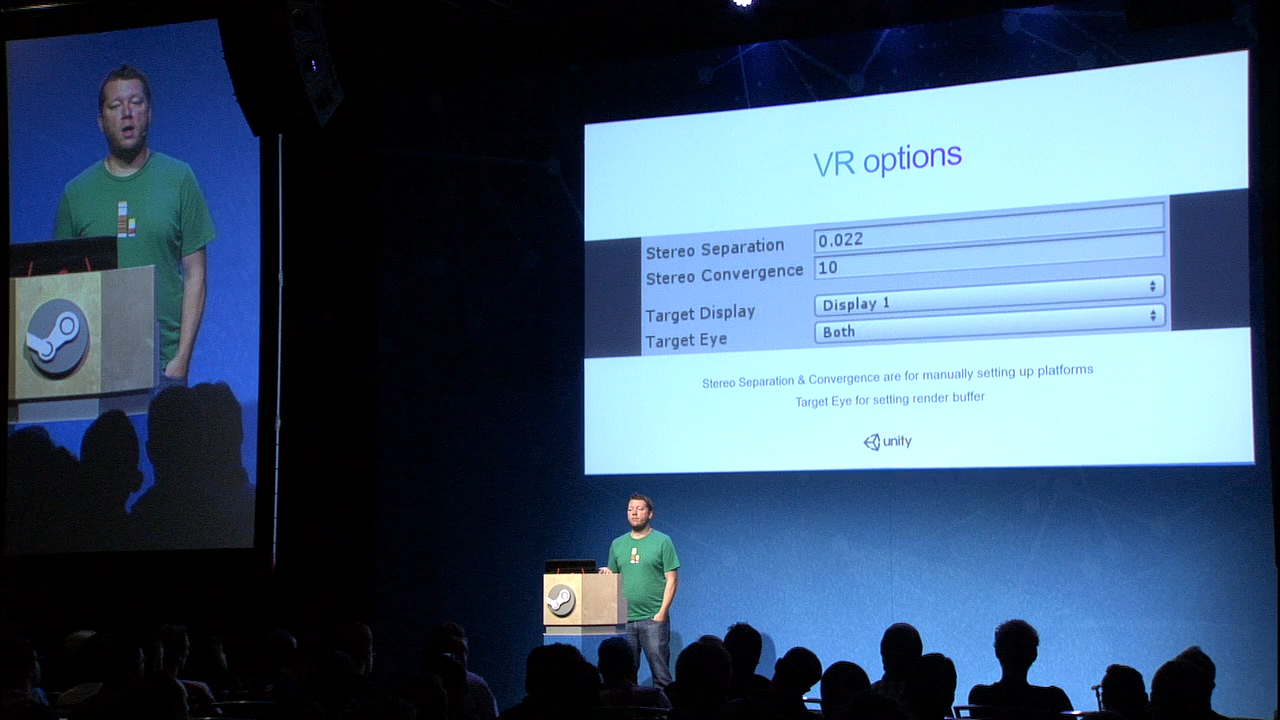 VR options
Stereo Separation 0.022
Stereo Convergence 10
Target Display Display 1
Target Eye Both
Stereo Separation & Convergence are for manually setting up platforms
Target Eye for setting render buffer
unity